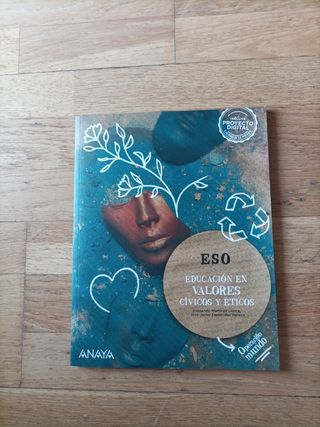 INCLUYE
PROYECTO
DIGITAL
ESO
EDUCACIÓN EN
VALORES
CÍVICOS Y ÉTICOS
ANAYA
Operación
mundo